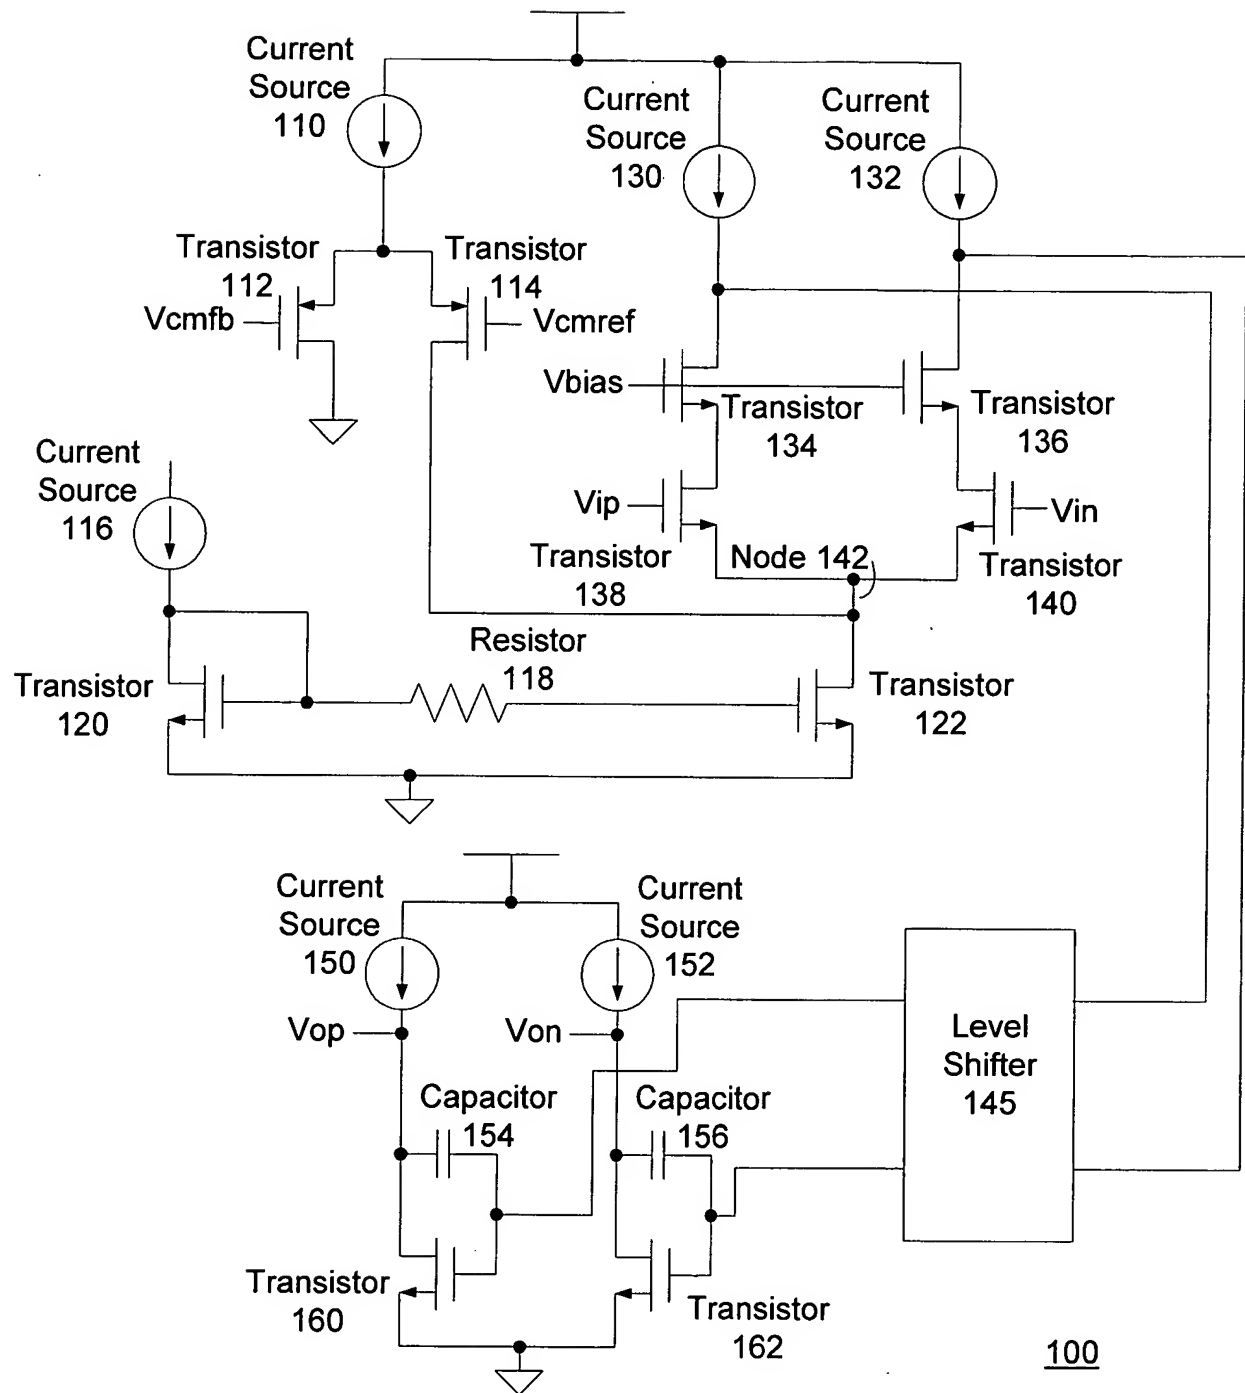 Current
Source
110
Current
Source
130
Current
Source
132
Transistor
112
Transistor
114
Vcmfb
Vcmref
Vbias
Transistor
134
Transistor
136
Current
Source
116
Vip
Vin
Transistor
138
Node 142
Transistor
140
Resistor
118
Transistor
120
Transistor
122
Current
Source
150
Current
Source
152
Vop
Von
Level
Shifter
145
Capacitor
154
Capacitor
156
Transistor
160
Transistor
162
100